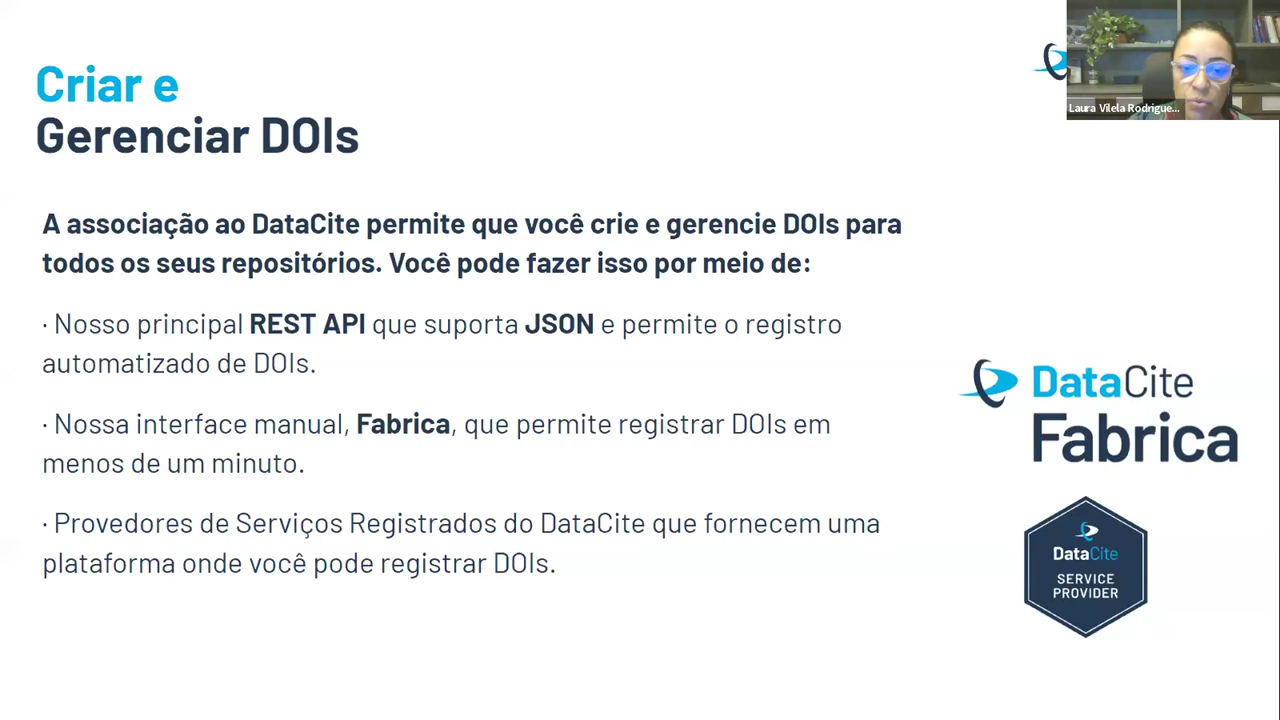 Criar e
Gerenciar DOIs
Laura Vilela Rodrigue...
A associação ao DataCite permite que você crie e gerencie DOIs para
todos os seus repositórios. Você pode fazer isso por meio de:
· Nosso principal REST API que suporta JSON e permite o registro
automatizado de DOIs.
· Nossa interface manual, Fabrica, que permite registrar DOIs em
menos de um minuto.
· Provedores de Serviços Registrados do DataCite que fornecem uma
plataforma onde você pode registrar DOIs.
DataCite
Fabrica
DataCite
SERVICE
PROVIDER